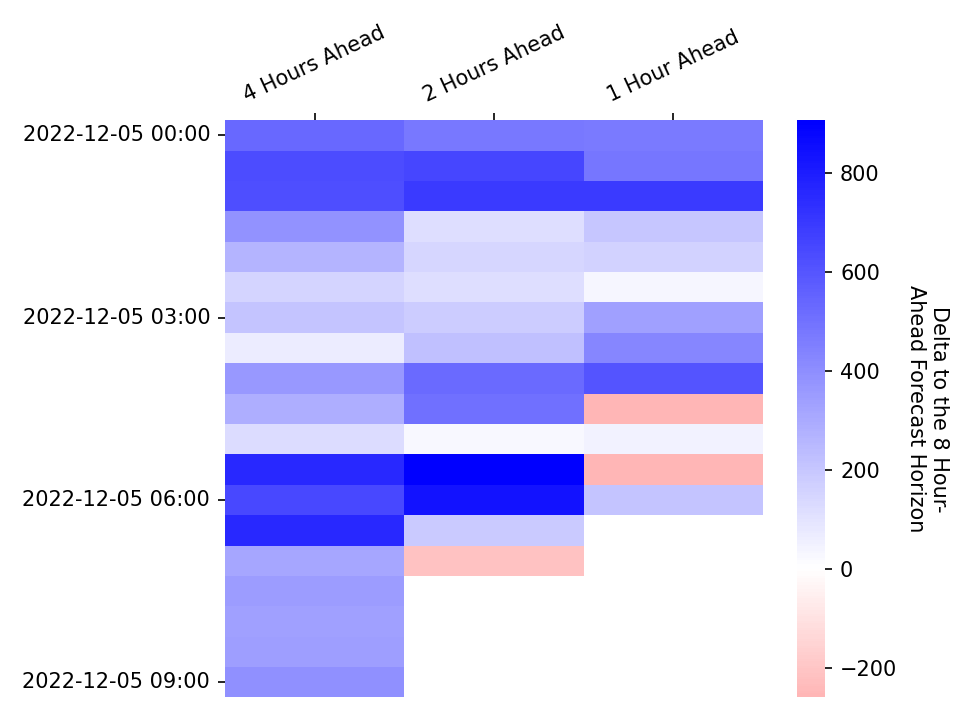 4 Hours Ahead
2 Hours Ahead
1 Hour Ahead
2022-12-05 00:00
2022-12-05 03:00
2022-12-05 06:00
2022-12-05 09:00
800
600
400
200
0
−200
Delta to the 8 Hour-
Ahead Forecast Horizon